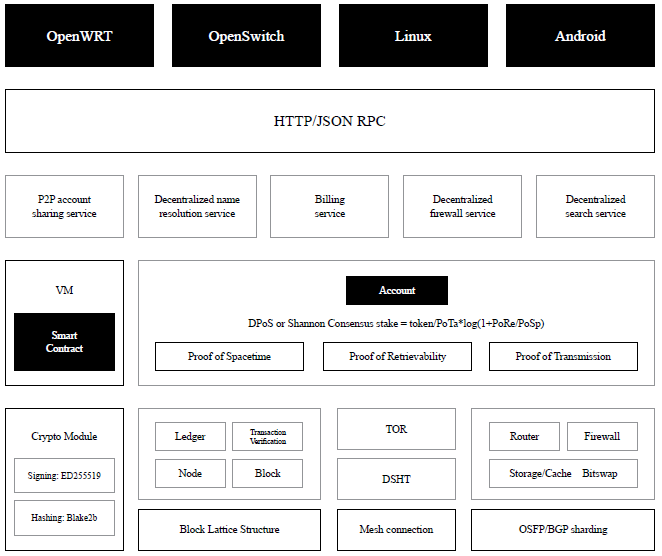 OpenWRT
OpenSwitch
Linux
Android
HTTP/JSON RPC
P2P account
sharing service
Decentralized name
resolution service
Billing
service
Decentralized
firewall service
Decentralized
search service
VM
Smart
Contract
Account
DPoS or Shannon Consensus stake = token/PoTa*log(1+PoRe/PoSp)
Proof of Spacetime
Proof of Retrievability
Proof of Transmission
Crypto Module
Signing: ED255519
Hashing: Blake2b
Ledger
Transaction
Verification
Node
Block
Block Lattice Structure
TOR
DSHT
Mesh connection
Router
Firewall
Storage/Cache Bitswap
OSFP/BGP sharding